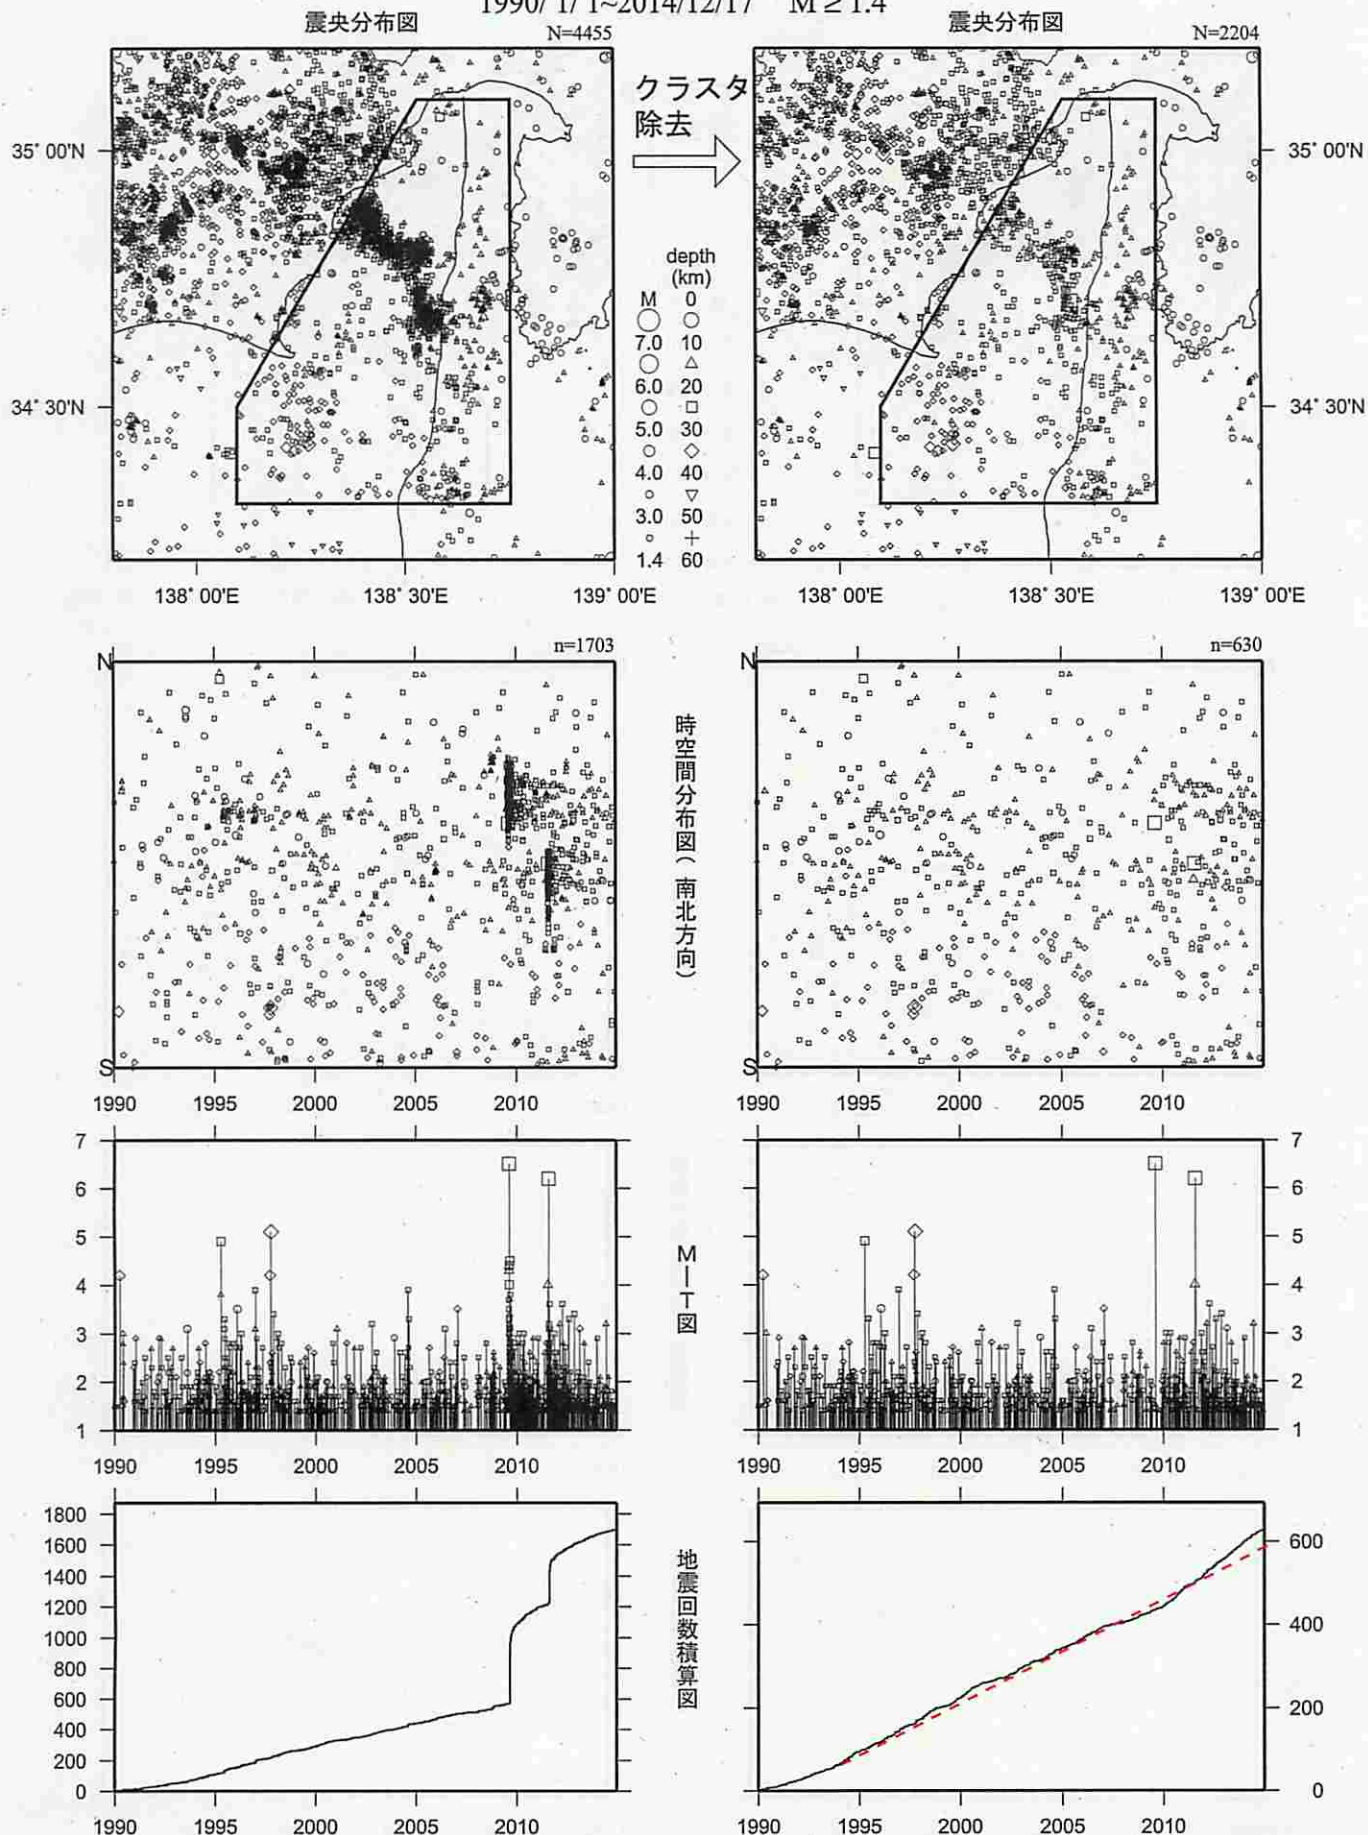 1990/ 1/ 1~2014/12/17 M ≥ 1.4
震央分布図
N=4455
震央分布図
N=2204
クラスタ
除去
35° 00'N
35° 00'N
34° 30'N
34° 30'N
depth
(km)
M 0
7.0 10
6.0 20
5.0 30
4.0 40
3.0 50
1.4 60
138° 00'E 138° 30'E 139° 00'E
138° 00'E 138° 30'E 139° 00'E
n=1703
n=630
N
S
N
S
時空間分布図(南北方向)
1990 1995 2000 2005 2010
1990 1995 2000 2005 2010
7
6
5
4
3
2
1
M―T図
7
6
5
4
3
2
1
1990 1995 2000 2005 2010
1990 1995 2000 2005 2010
1800
1600
1400
1200
1000
800
600
400
200
0
地震回数積算図
600
400
200
0
1990 1995 2000 2005 2010
1990 1995 2000 2005 2010